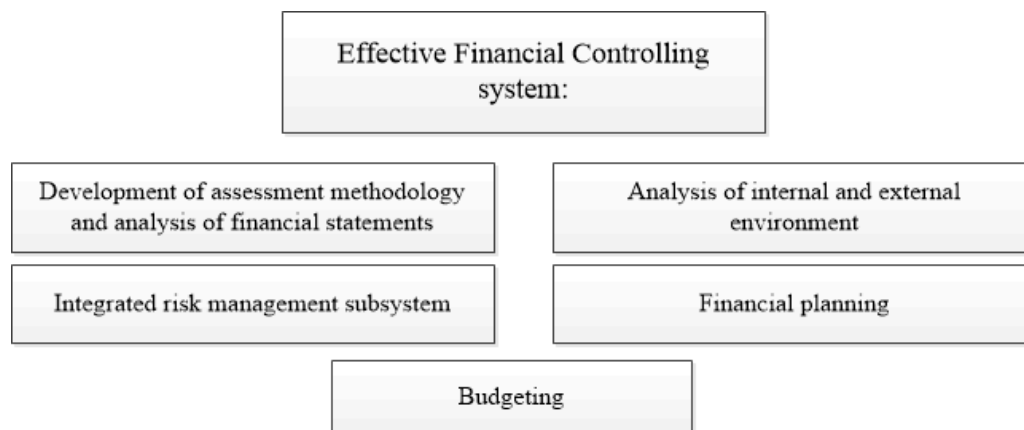 Effective Financial Controlling
system:
Development of assessment methodology
and analysis of financial statements
Analysis of internal and external
environment
Integrated risk management subsystem
Financial planning
Budgeting